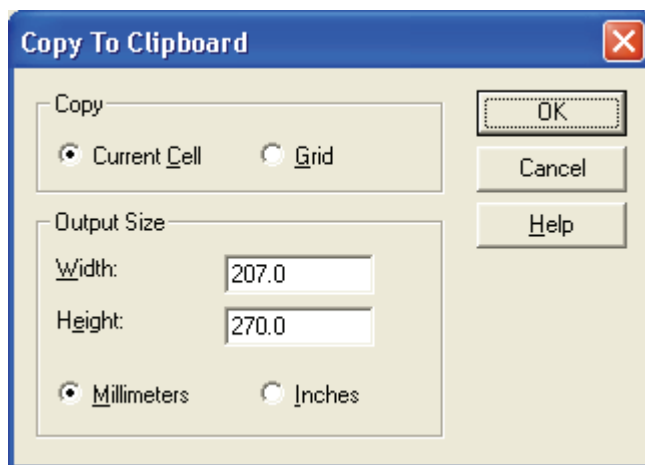 Copy To Clipboard
Copy
Current Cell
Grid
OK
Cancel
Help
Output Size
Width:
207.0
Height:
270.0
Millimeters
Inches